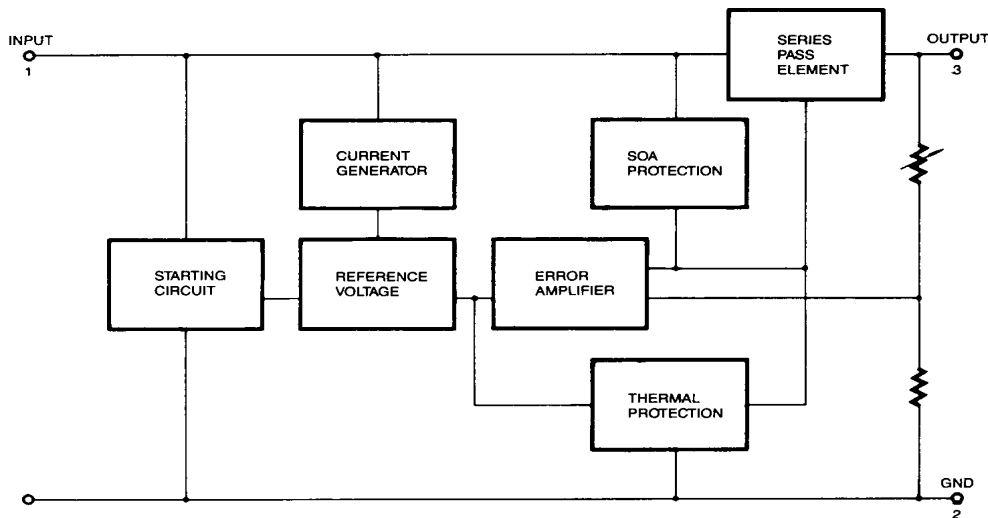 INPUT
1
SERIES
PASS
ELEMENT
OUTPUT
3
CURRENT
GENERATOR
SOA
PROTECTION
STARTING
CIRCUIT
REFERENCE
VOLTAGE
ERROR
AMPLIFIER
THERMAL
PROTECTION
GND
2